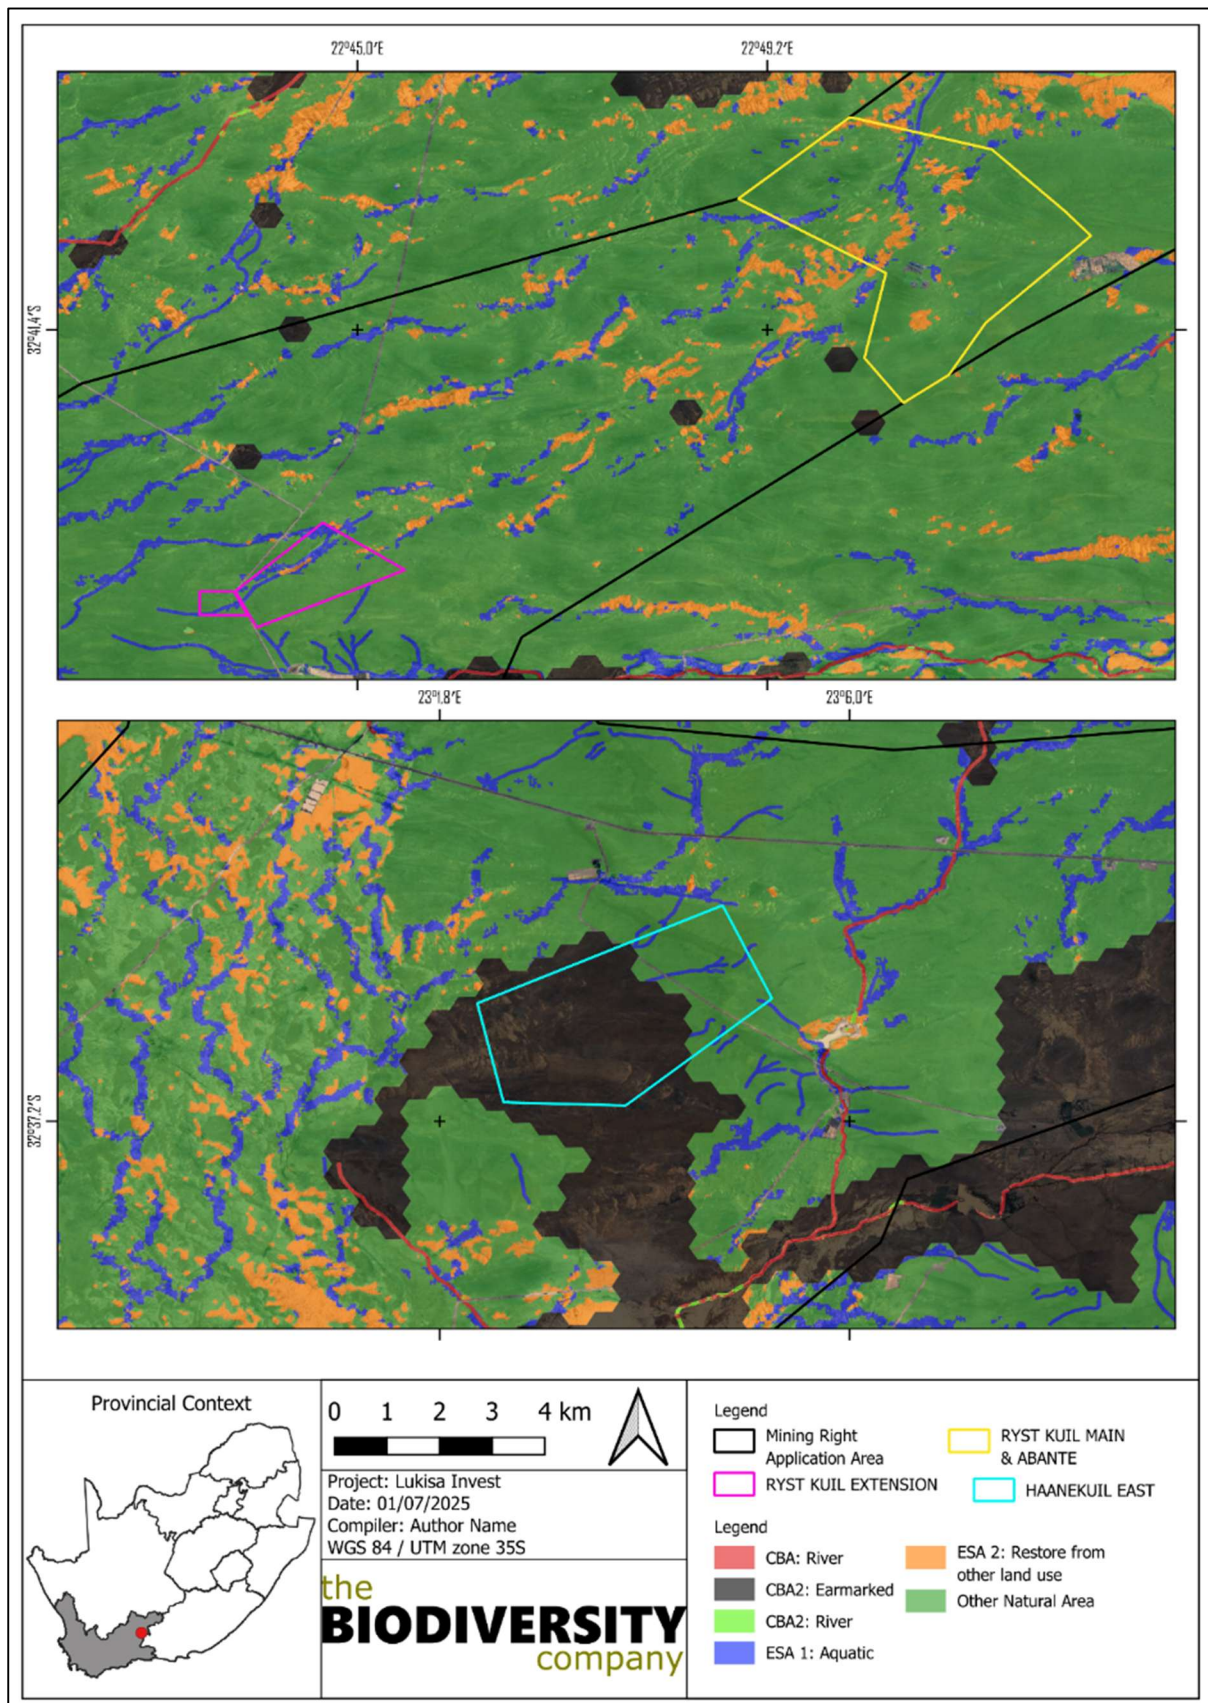 22°45.0'E
22°49.2'E
32°41.4'S
23°1.8'E
23°6.0'E
32°37.2'S
Provincial Context
0 1 2 3 4 km
Project: Lukisa Invest
Date: 01/07/2025
Compiler: Author Name
WGS 84 / UTM zone 35S
the
BIODIVERSITY
company
Legend
Mining Right
Application Area
RYST KUIL MAIN
& ABANTE
RYST KUIL EXTENSION
HAANEKUIL EAST
Legend
CBA: River
CBA2: Earmarked
CBA2: River
ESA 1: Aquatic
ESA 2: Restore from
other land use
Other Natural Area